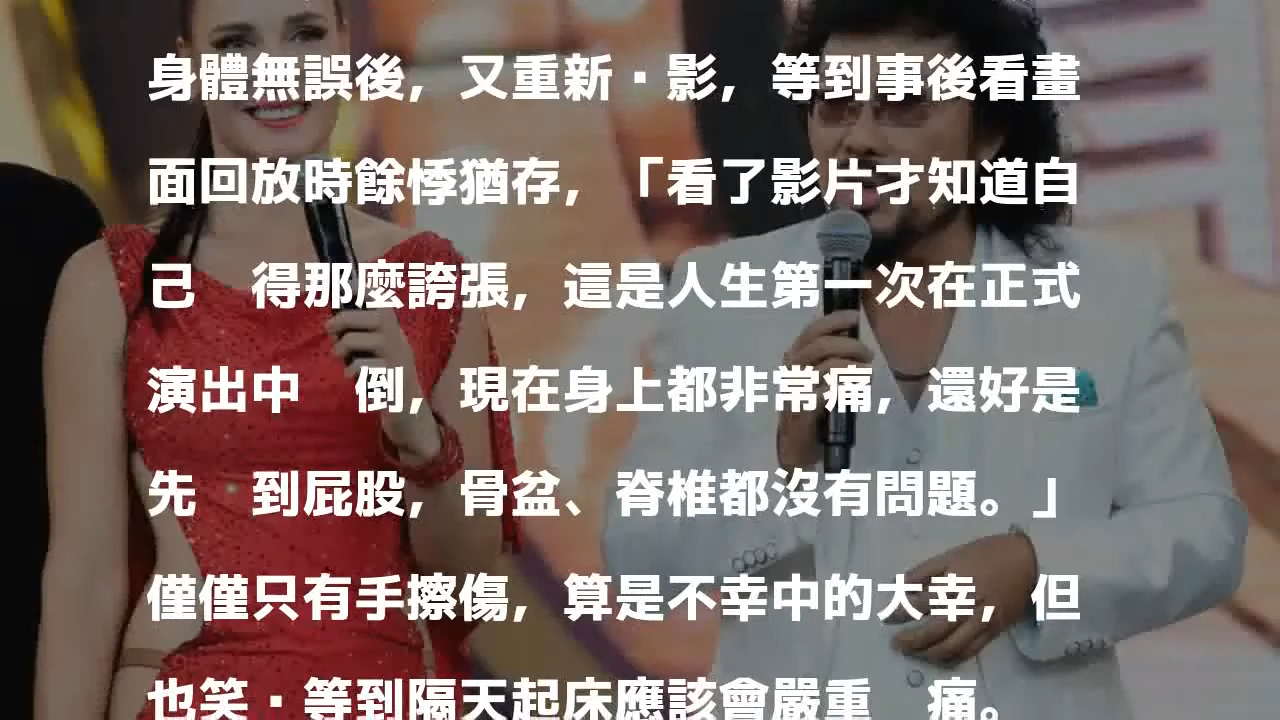 身體無誤後，又重新·影，等到事後看畫
面回放時餘悸猶存，「看了影片才知道自
己　得那麼誇張，這是人生第一次在正式
演出中　倒，現在身上都非常痛，還好是
先　到屁股，骨盆、脊椎都沒有問題。」
僅僅只有手擦傷，算是不幸中的大幸，但
也笑·等到隔天起床應該會嚴重　痛。